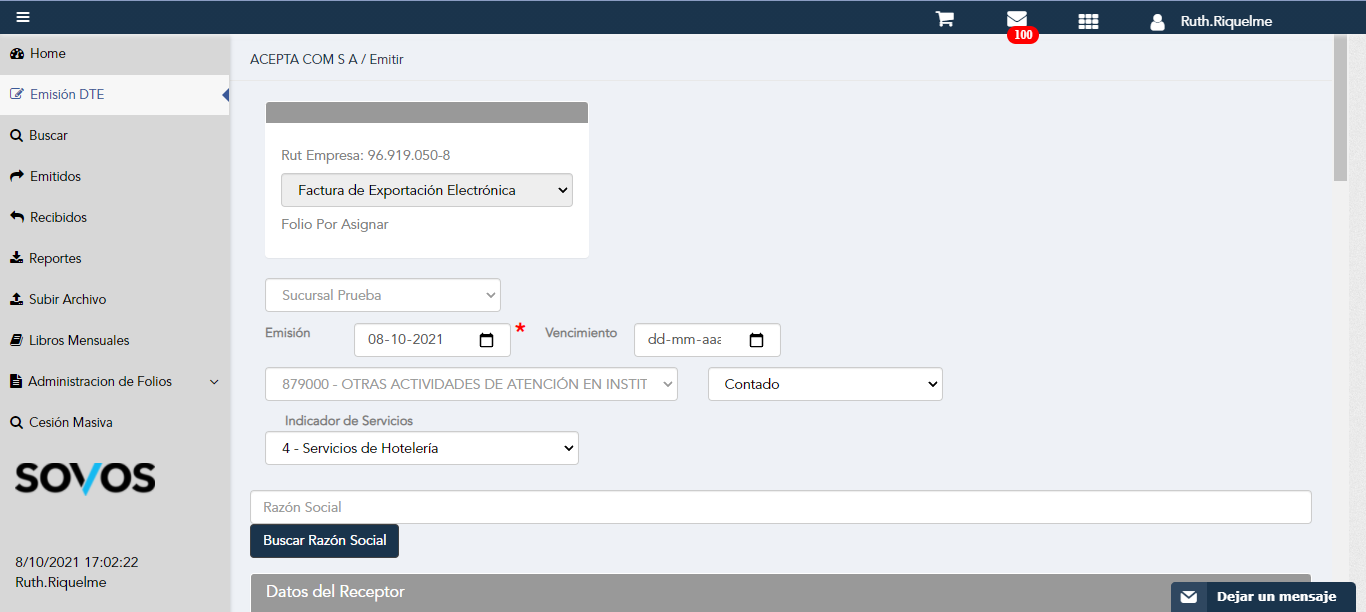 Ruth.Riquelme
100
Home
Emisión DTE
Buscar
Emitidos
Recibidos
Reportes
Subir Archivo
Libros Mensuales
Administracion de Folios
Cesión Masiva
SOVOS
8/10/2021 17:02:22
Ruth.Riquelme
ACEPTA COM S A / Emitir
Rut Empresa: 96.919.050-8
Factura de Exportación Electrónica
Folio Por Asignar
Sucursal Prueba
Emisión 08-10-2021 * Vencimiento dd-mm-aaa
879000 - OTRAS ACTIVIDADES DE ATENCIÓN EN INSTIT Contado
Indicador de Servicios
4 - Servicios de Hotelería
Razón Social
Buscar Razón Social
Datos del Receptor
Dejar un mensaje